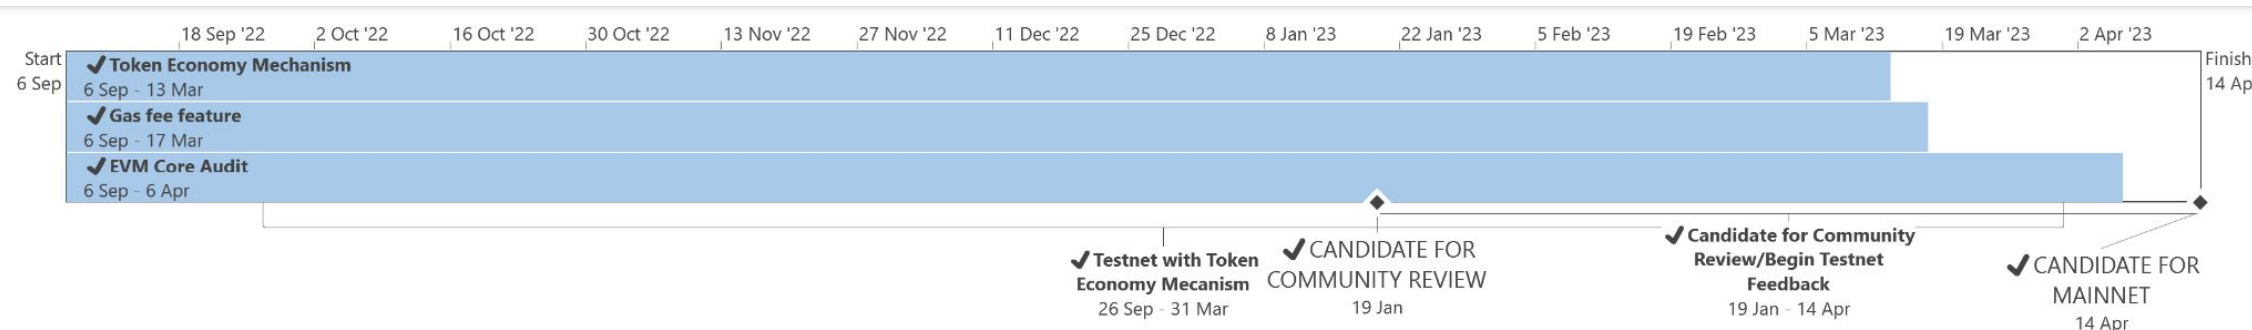 18 Sep '22 2 Oct '22 16 Oct '22 30 Oct '22 13 Nov '22 27 Nov '22 11 Dec '22 25 Dec '22 8 Jan '23 22 Jan '23 5 Feb '23 19 Feb '23 5 Mar '23 19 Mar '23 2 Apr '23
Start
6 Sep
✔Token Economy Mechanism
6 Sep - 13 Mar
✔Gas fee feature
6 Sep - 17 Mar
✔EVM Core Audit
6 Sep - 6 Apr
Finish
14 Ap
✔Testnet with Token
Economy Mecanism
26 Sep - 31 Mar
✔CANDIDATE FOR
COMMUNITY REVIEW
19 Jan
✔Candidate for Community
Review/Begin Testnet
Feedback
19 Jan - 14 Apr
✔CANDIDATE FOR
MAINNET
14 Apr